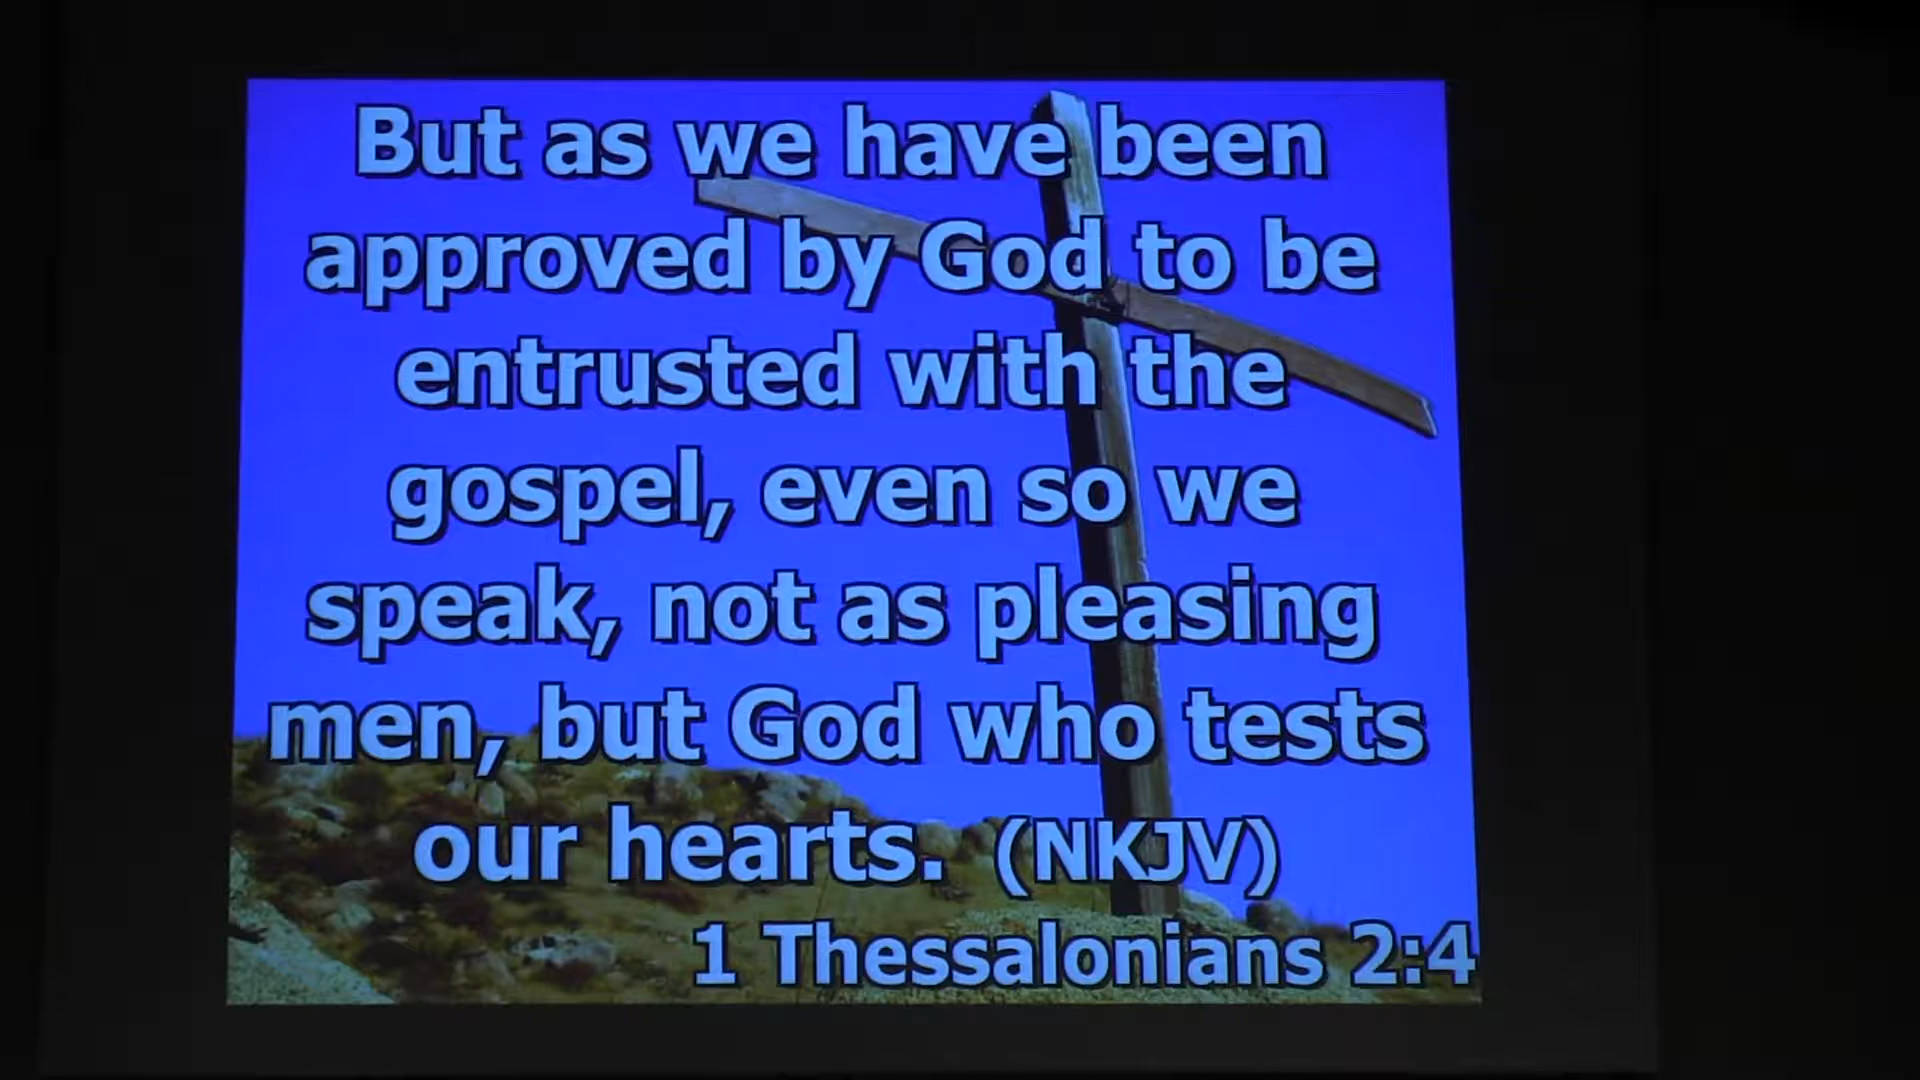 But as we have been
approved by God to be
entrusted with the
gospel, even so we
speak, not as pleasing
men, but God who tests
our hearts. (NKJV)
1 Thessalonians 2:4